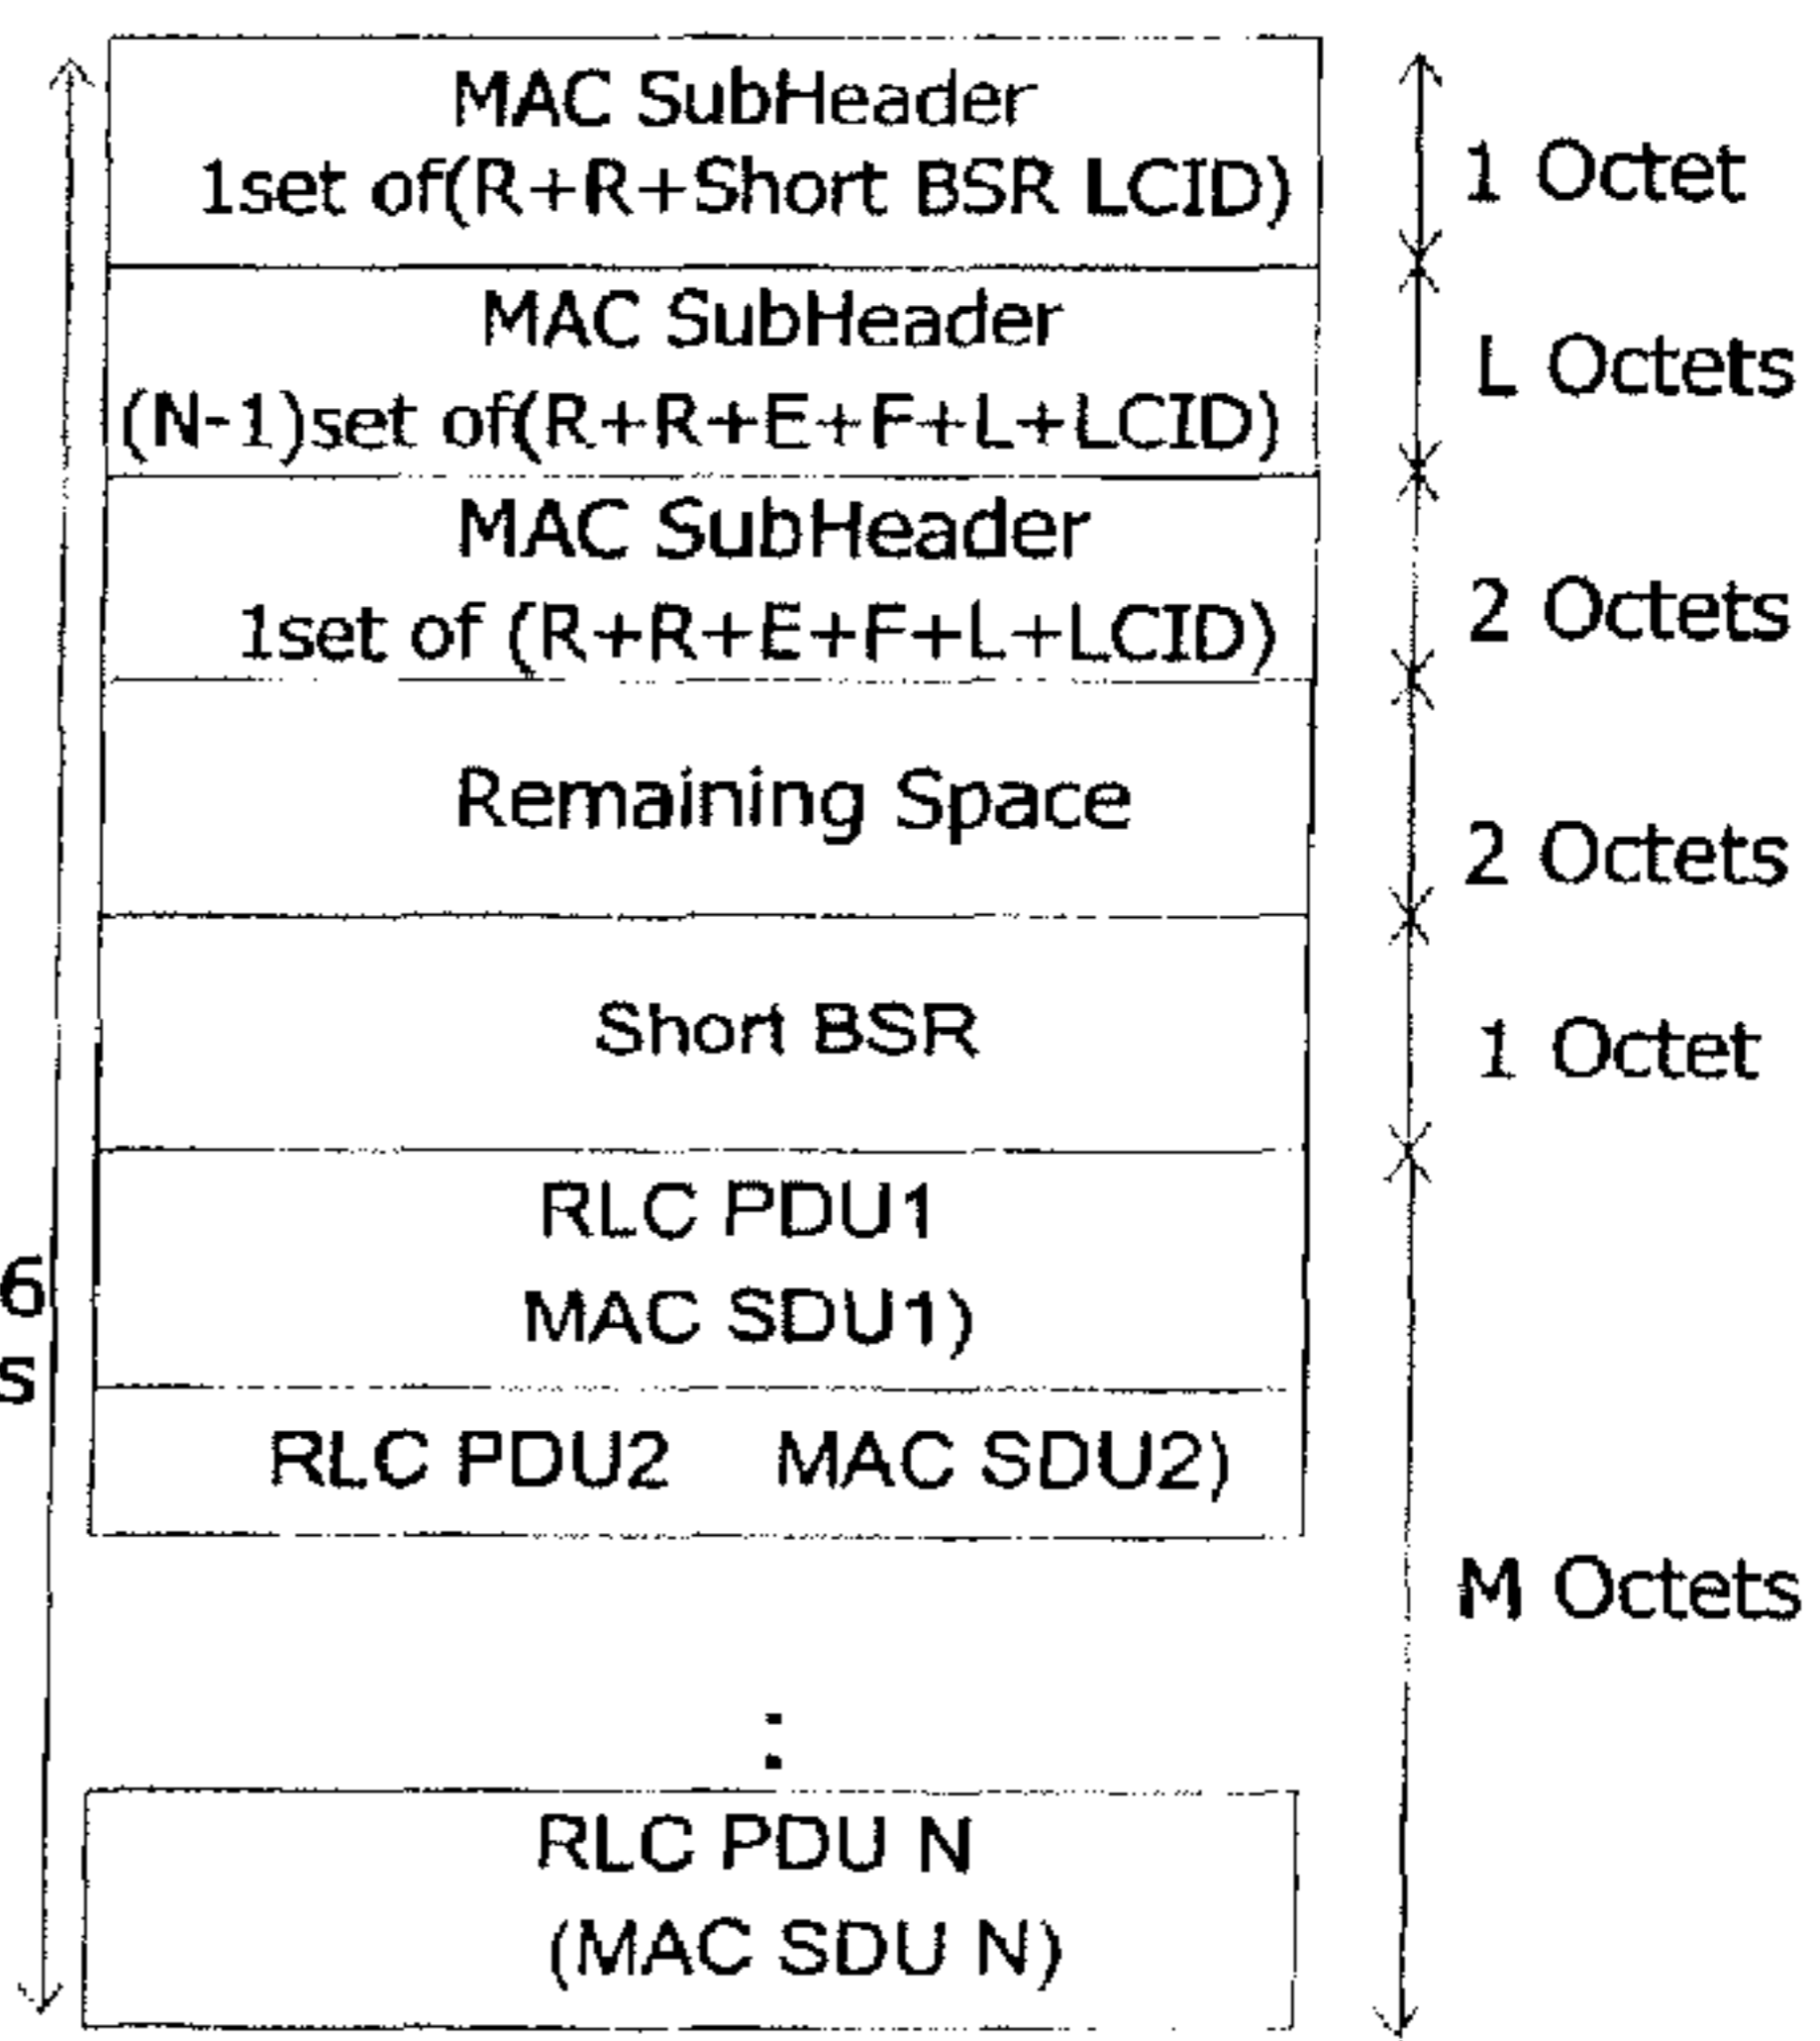 MAC SubHeader
1set of(R+R+Short BSR LCID)
1 Octet
MAC SubHeader
(N-1)set of(R+R+E+F+L+LCID)
L Octets
MAC SubHeader
1set of (R+R+E+F+L+LCID)
2 Octets
Remaining Space
2 Octets
Short BSR
1 Octet
RLC PDU1
MAC SDU1)
6
s
RLC PDU2 MAC SDU2)
M Octets
:
RLC PDU N
(MAC SDU N)